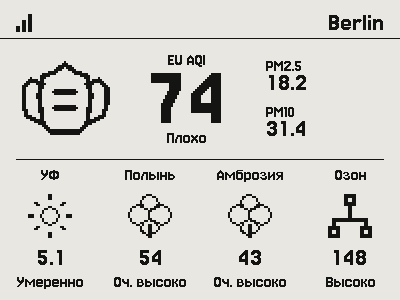 Berlin
EU AQI
74
Плохо
PM2.5
18.2
PM10
31.4
УФ Полынь Амброзия Озон
5.1 54 43 148
Умеренно Оч. высоко Оч. высоко Высоко